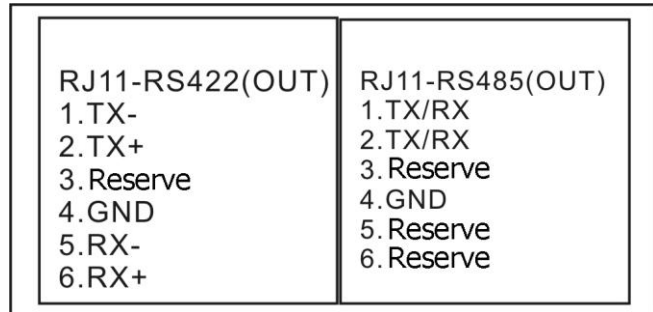 RJ11-RS422(OUT)
1.TX-
2.TX+
3.Reserve
4.GND
5.RX-
6.RX+
RJ11-RS485(OUT)
1.TX/RX
2.TX/RX
3.Reserve
4.GND
5.Reserve
6.Reserve